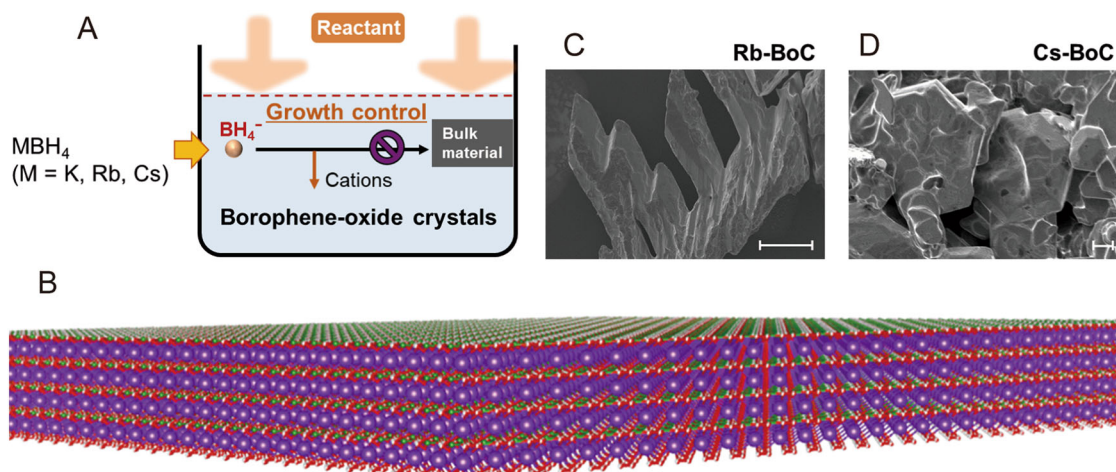 A
Reactant
Growth control
BH₄⁻
Bulk
material
MBH₄
(M = K, Rb, Cs)
Cations
Borophene-oxide crystals
C
Rb-BoC
D
Cs-BoC
B